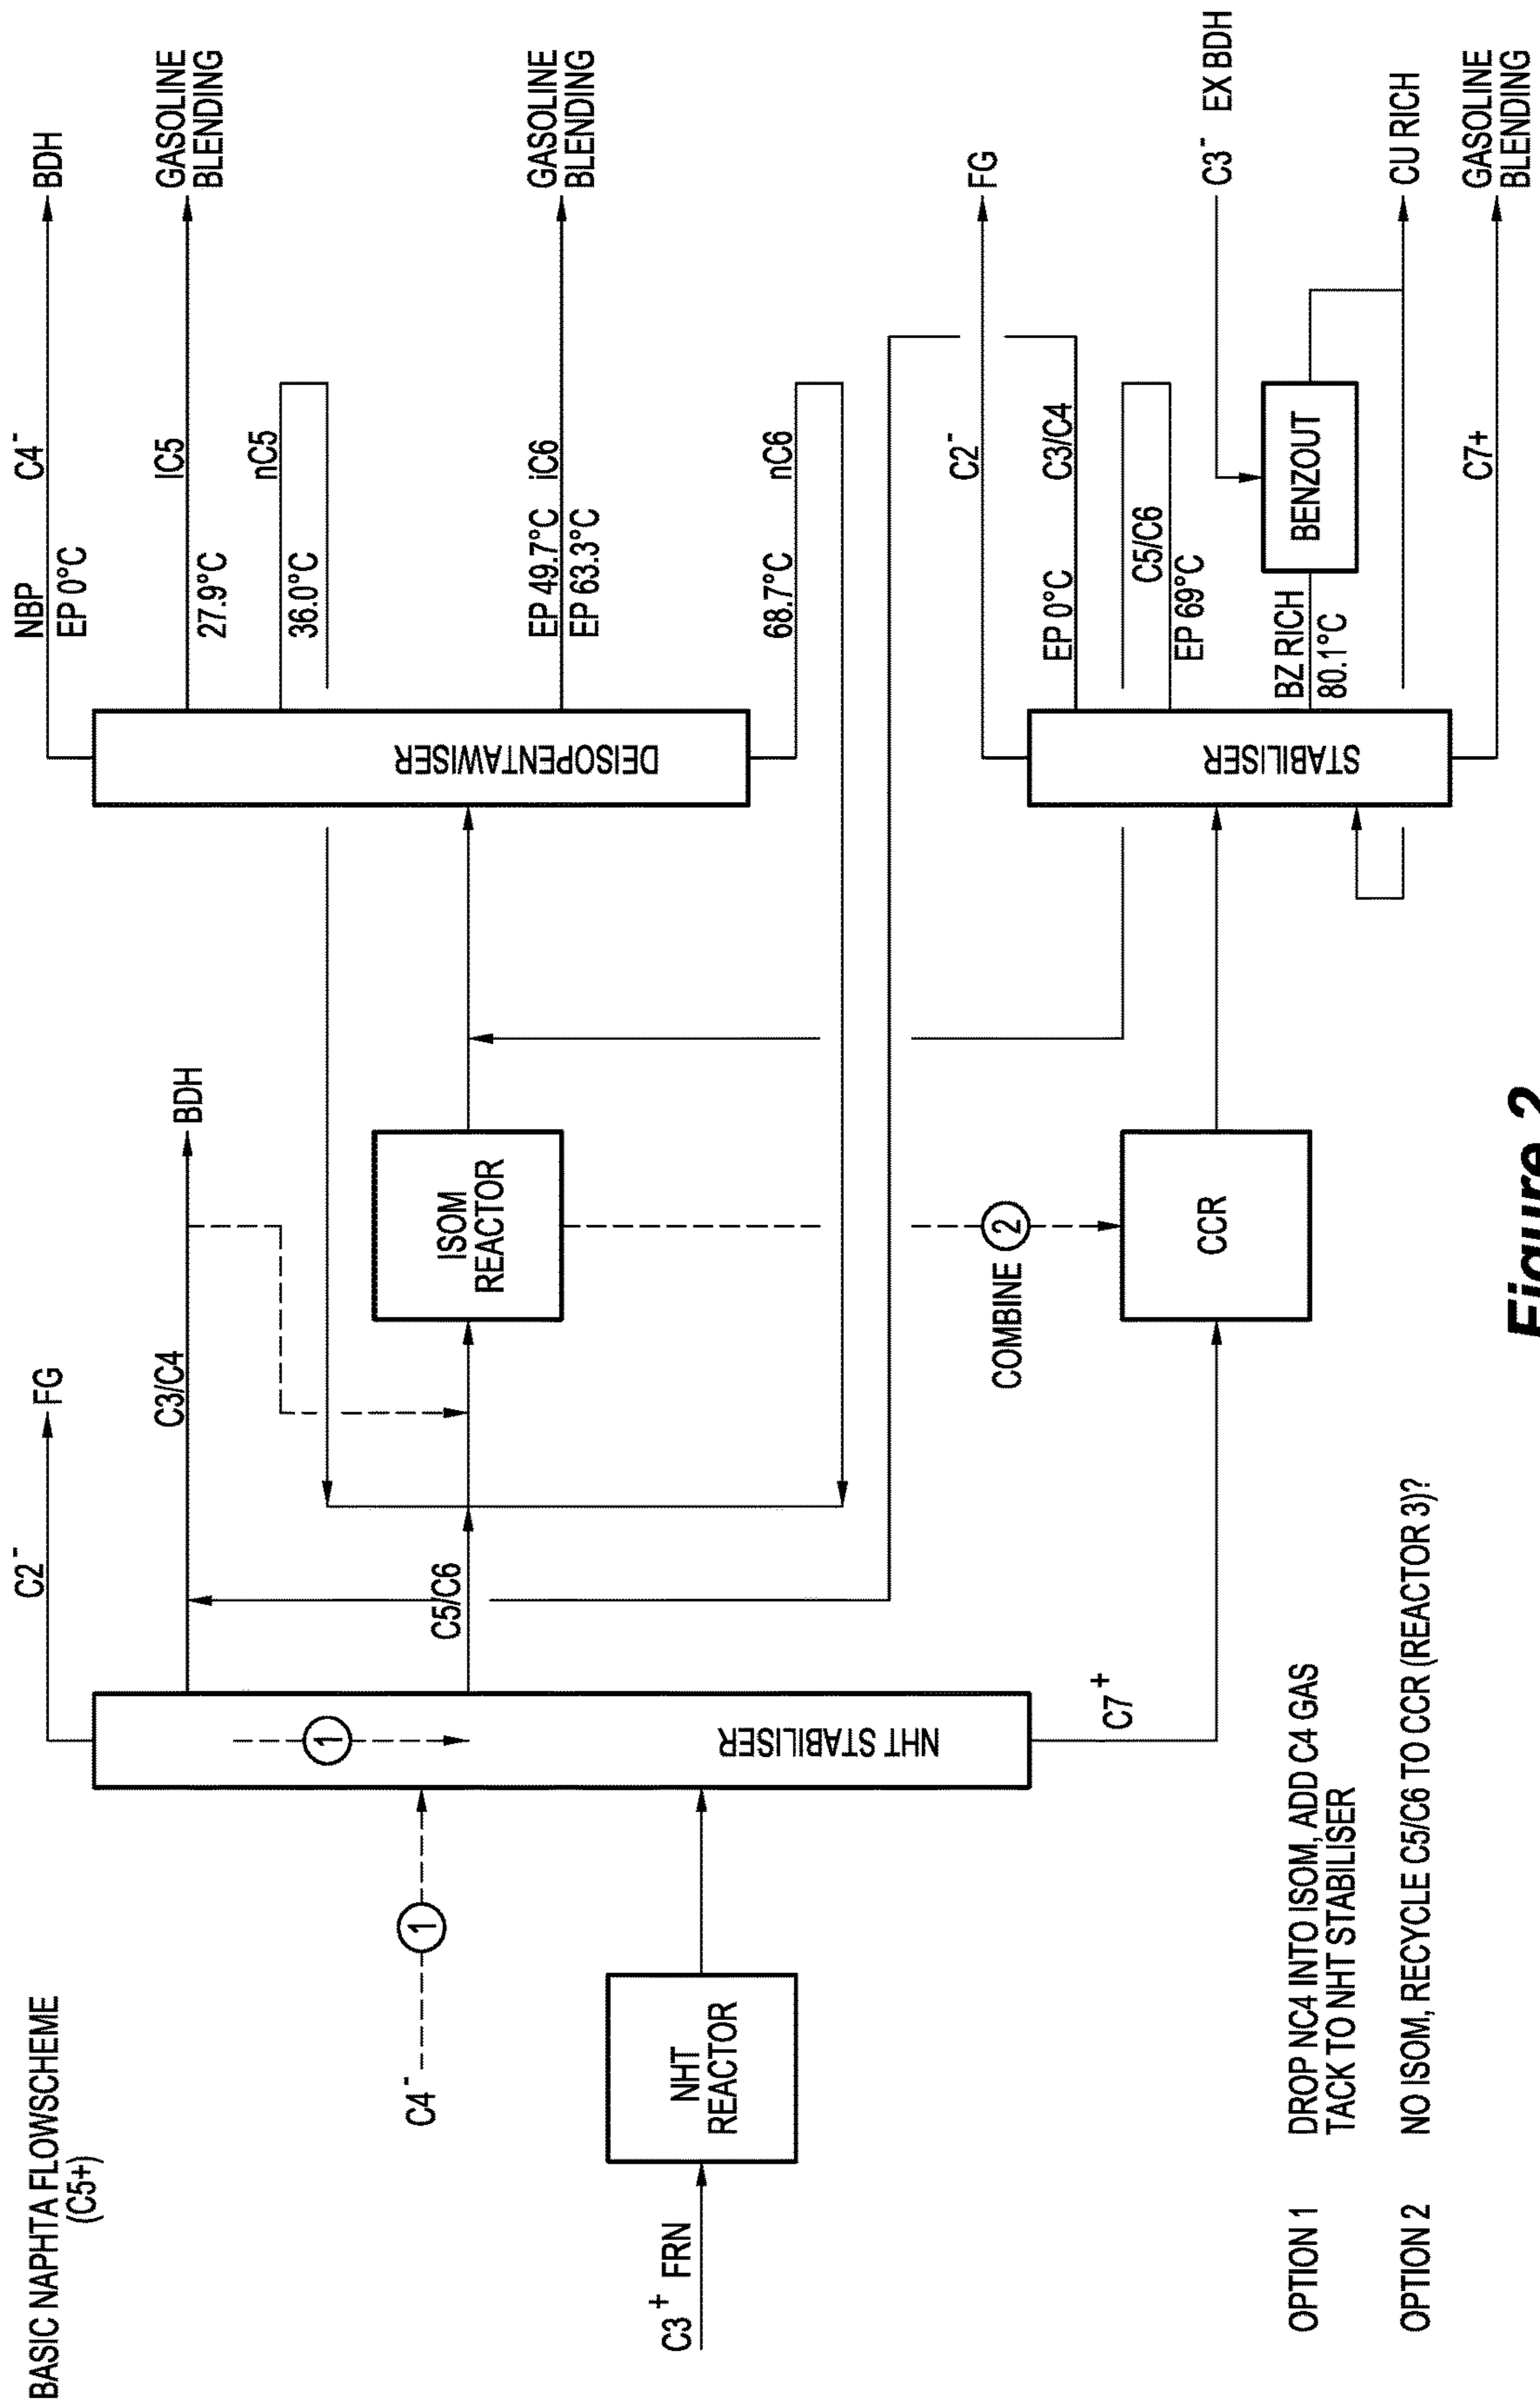 BASIC NAPHTA FLOWSCHEME
(C5+)
C2⁻
FG
C3/C4
BDH
NBP
C4⁻
BDH
EP 0°C
IC5
GASOLINE
BLENDING
27.9°C
nC5
36.0°C
C4⁻
1
1
NHT STABILISER
C5/C6
ISOM
REACTOR
DEISOPENTAWISER
EP 49.7°C
iC6
EP 63.3°C
GASOLINE
BLENDING
68.7°C
nC6
C3⁺ FRN
NHT
REACTOR
C7⁺
COMBINE
2
CCR
STABILISER
C2⁻
FG
EP 0°C
C3/C4
C5/C6
EP 69°C
BZ RICH
80.1°C
BENZOUT
C3⁻ EX BDH
CU RICH
C7+
GASOLINE
BLENDING
OPTION 1 DROP NC4 INTO ISOM, ADD C4 GAS
TACK TO NHT STABILISER
OPTION 2 NO ISOM, RECYCLE C5/C6 TO CCR (REACTOR 3)?
Figure 2